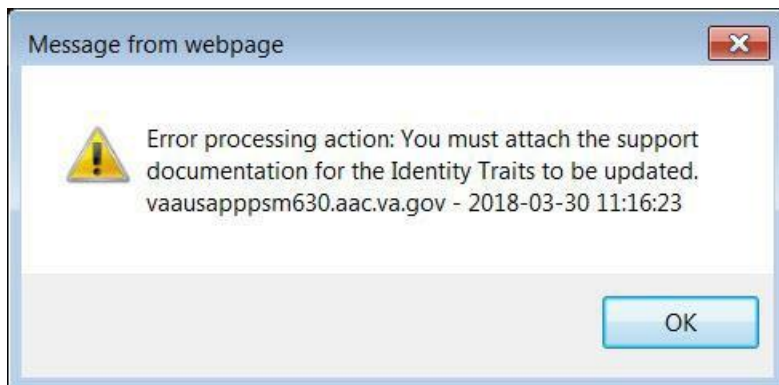 Message from webpage
Error processing action: You must attach the support
documentation for the Identity Traits to be updated.
vaausapppsm630.aac.va.gov - 2018-03-30 11:16:23
OK